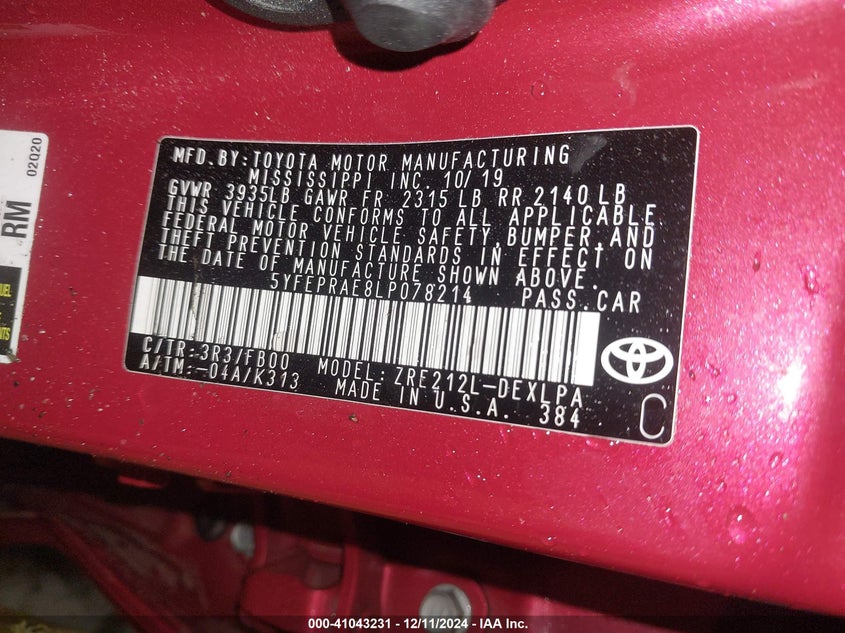 MFD. BY: TOYOTA MOTOR MANUFACTURING
MISSISSIPPI INC. 10/19
GVWR 3935LB GAWR FR 2315 LB RR 2140 LB
THIS VEHICLE CONFORMS TO ALL APPLICABLE
FEDERAL MOTOR VEHICLE SAFETY, BUMPER, AND
THEFT PREVENTION STANDARDS IN EFFECT ON
THE DATE OF MANUFACTURE SHOWN ABOVE.
5YFEPRAE8LP078214 PASS.CAR
C/TR:3R3/FB00 MODEL: ZRE212L-DEXLPA
A/TM:-04A/K313 MADE IN U.S.A. 384
C
02Q20
RM
000-41043231 - 12/11/2024 - IAA Inc.